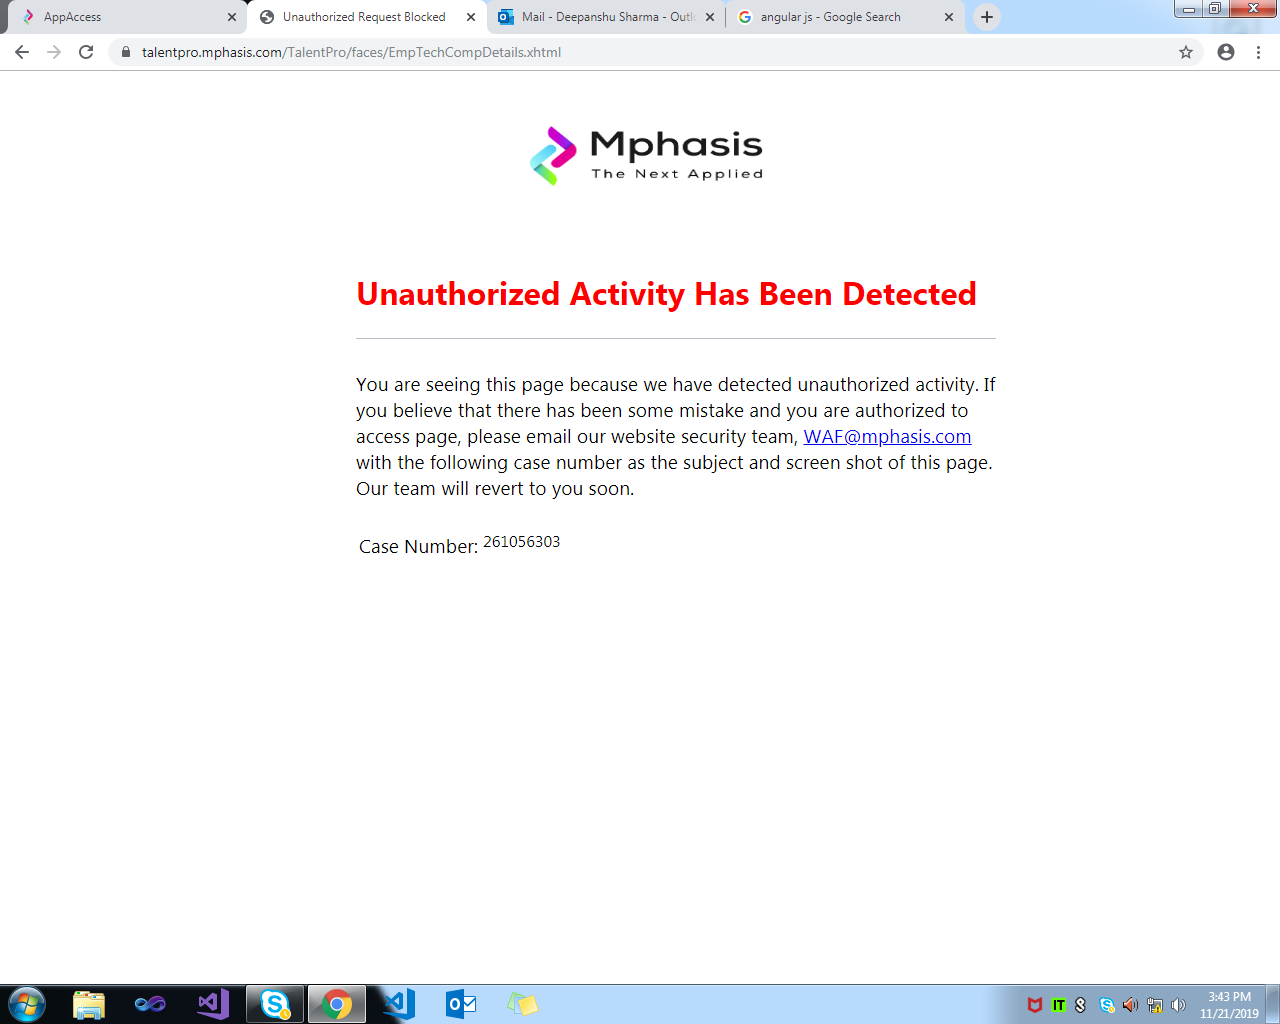 AppAccess
Unauthorized Request Blocked
Mail - Deepanshu Sharma - Outl
angular js - Google Search
talentpro.mphasis.com/TalentPro/faces/EmpTechCompDetails.xhtml
Mphasis
The Next Applied
Unauthorized Activity Has Been Detected
You are seeing this page because we have detected unauthorized activity. If
you believe that there has been some mistake and you are authorized to
access page, please email our website security team, WAF@mphasis.com
with the following case number as the subject and screen shot of this page.
Our team will revert to you soon.
Case Number: 261056303
IT
3:43 PM
11/21/2019